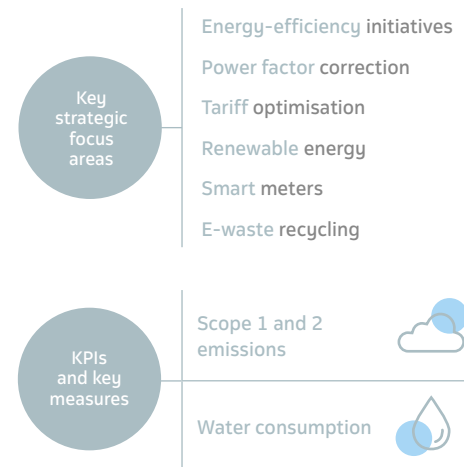 Key
strategic
focus
areas
Energy-efficiency initiatives
Power factor correction
Tariff optimisation
Renewable energy
Smart meters
E-waste recycling
KPIs
and key
measures
Scope 1 and 2
emissions
Water consumption